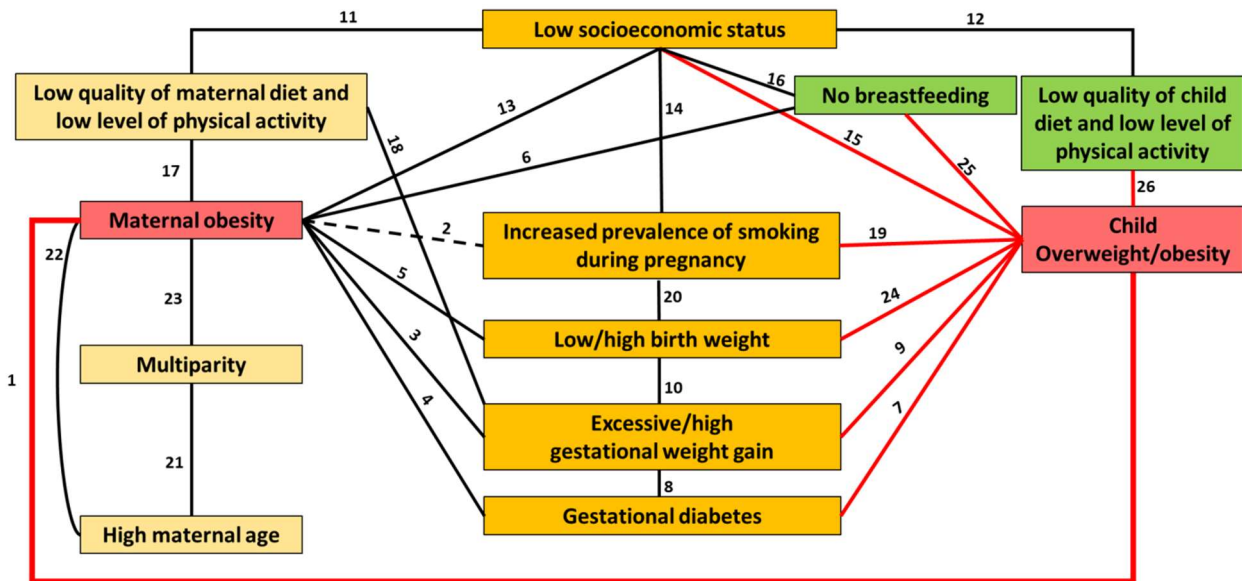 11
Low socioeconomic status
12
Low quality of maternal diet and
low level of physical activity
13
14
16
No breastfeeding
Low quality of child
diet and low level of
physical activity
18
6
15
25
17
26
Maternal obesity
2
Increased prevalence of smoking
during pregnancy
19
Child
Overweight/obesity
22
5
20
24
23
3
Low/high birth weight
9
Multiparity
1
4
10
7
Excessive/high
gestational weight gain
21
8
High maternal age
Gestational diabetes